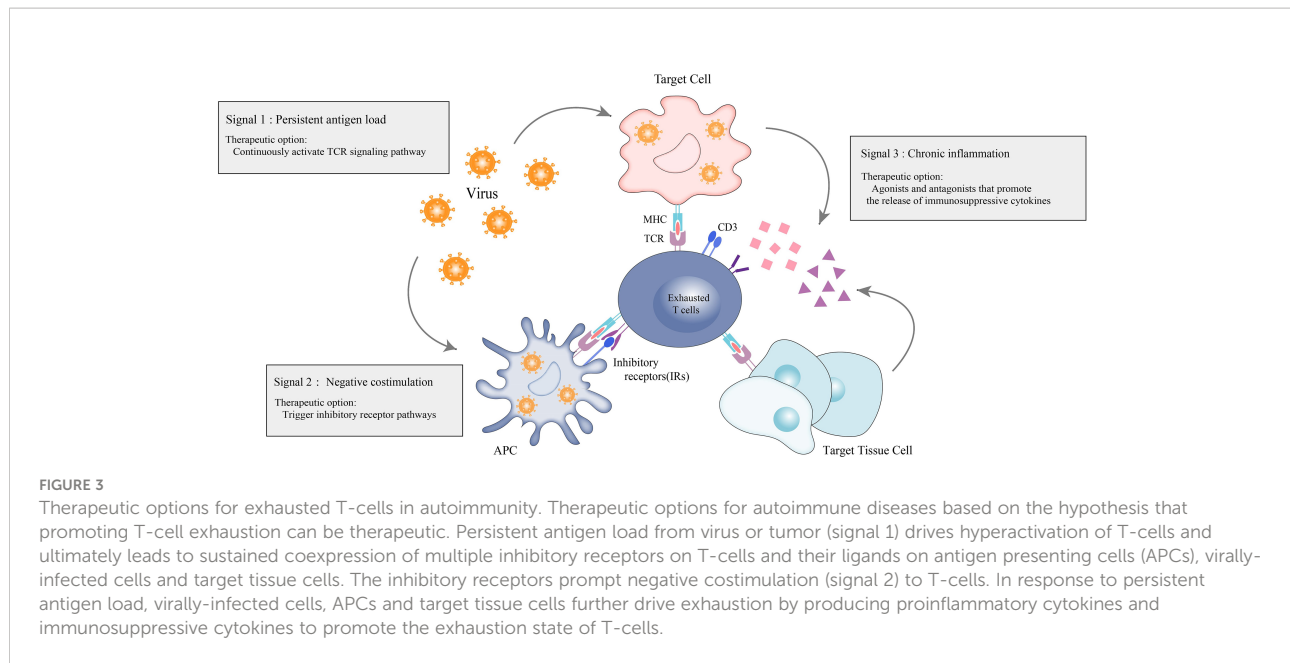 Target Cell
Signal 1 : Persistent antigen load
Therapeutic option:
Continuously activate TCR signaling pathway
Virus
Signal 3 : Chronic inflammation
Therapeutic option:
Agonists and antagonists that promote
the release of immunosuppressive cytokines
MHC
TCR
CD3
Exhausted
T cells
Inhibitory
receptors(IRs)
Signal 2 : Negative costimulation
Therapeutic option:
Trigger inhibitory receptor pathways
APC
Target Tissue Cell
FIGURE 3
Therapeutic options for exhausted T-cells in autoimmunity. Therapeutic options for autoimmune diseases based on the hypothesis that
promoting T-cell exhaustion can be therapeutic. Persistent antigen load from virus or tumor (signal 1) drives hyperactivation of T-cells and
ultimately leads to sustained coexpression of multiple inhibitory receptors on T-cells and their ligands on antigen presenting cells (APCs), virally-
infected cells and target tissue cells. The inhibitory receptors prompt negative costimulation (signal 2) to T-cells. In response to persistent
antigen load, virally-infected cells, APCs and target tissue cells further drive exhaustion by producing proinflammatory cytokines and
immunosuppressive cytokines to promote the exhaustion state of T-cells.